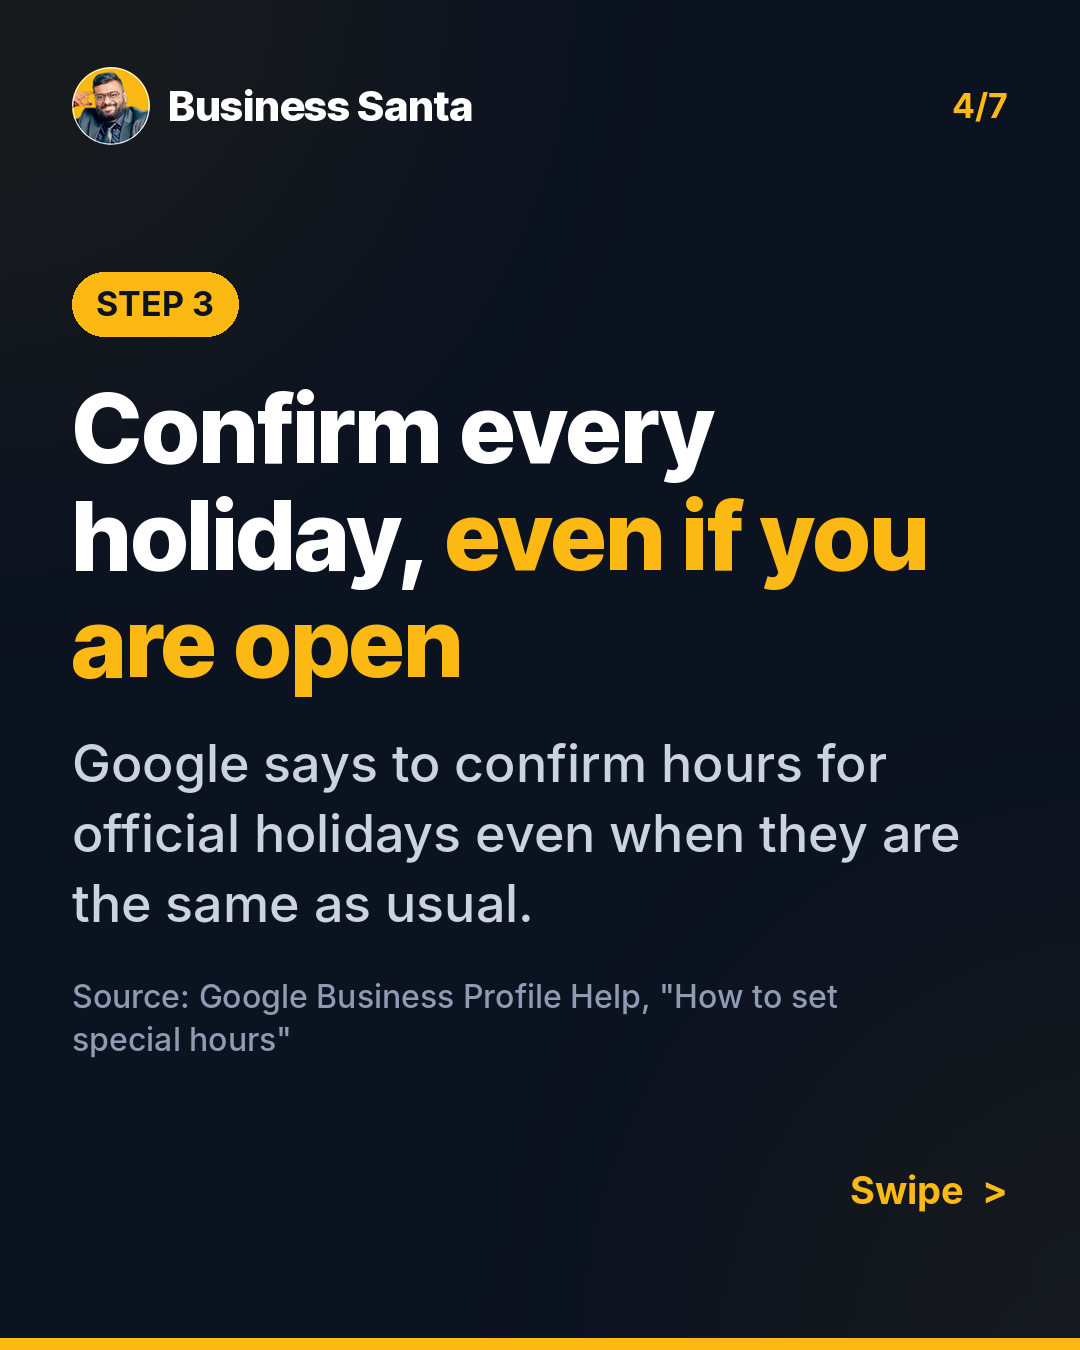 Business Santa
4/7
STEP 3
Confirm every
holiday, even if you
are open
Google says to confirm hours for
official holidays even when they are
the same as usual.
Source: Google Business Profile Help, "How to set
special hours"
Swipe >